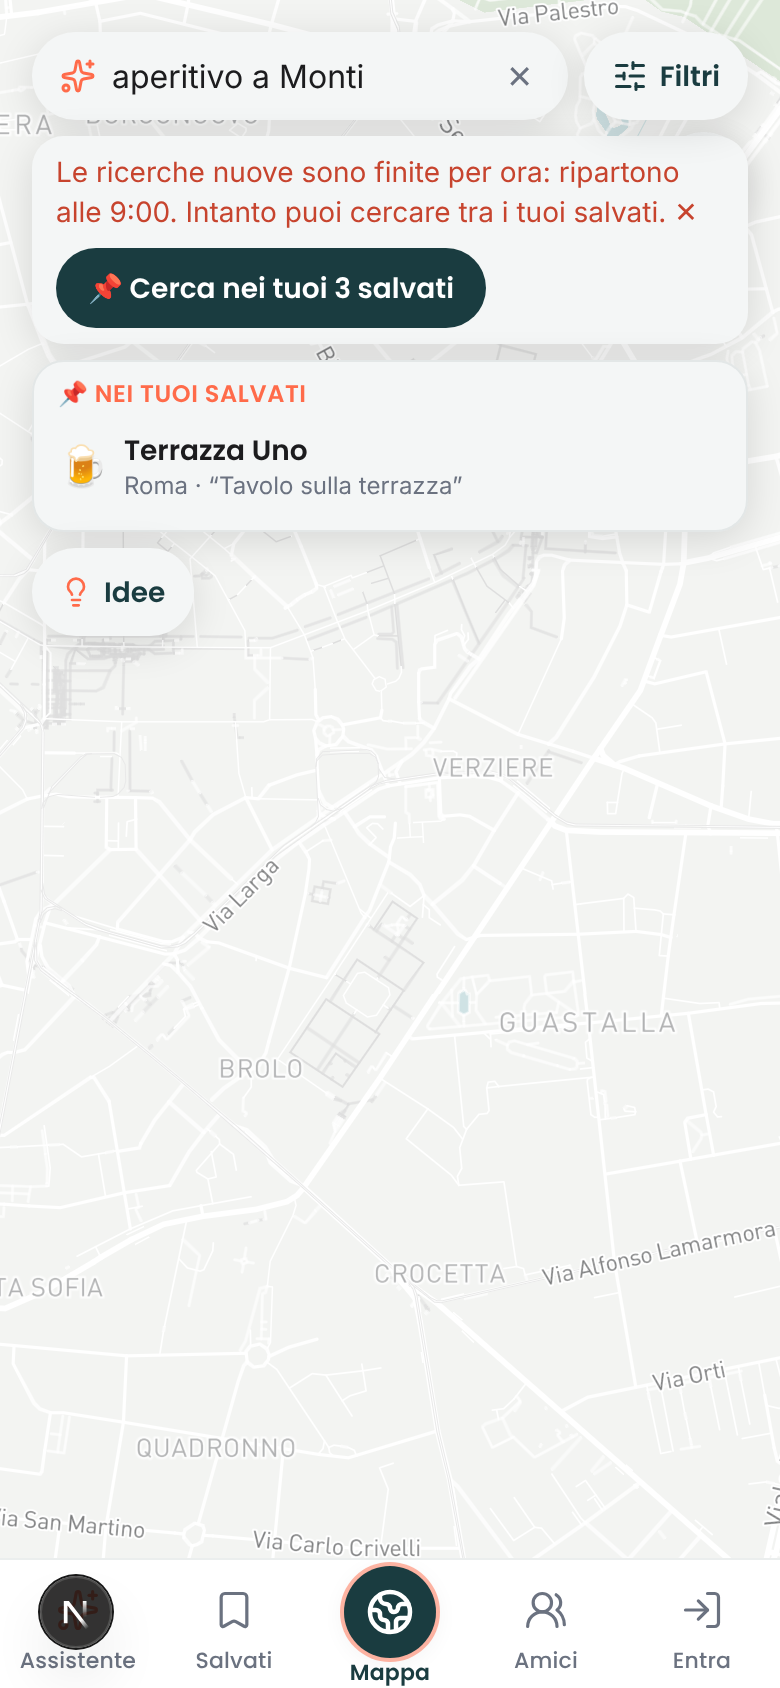 Via Palestro
aperitivo a Monti
Filtri
Le ricerche nuove sono finite per ora: ripartono
alle 9:00. Intanto puoi cercare tra i tuoi salvati. ✕
📌 Cerca nei tuoi 3 salvati
📌 NEI TUOI SALVATI
Terrazza Uno
Roma · “Tavolo sulla terrazza”
Idee
VERZIERE
Via Larga
GUASTALLA
BROLO
Via Alfonso Lamarmora
CROCETTA
TA SOFIA
Via Orti
QUADRONNO
ia San Martino
Via Carlo Crivelli
N
Assistente
Salvati
Mappa
Amici
Entra